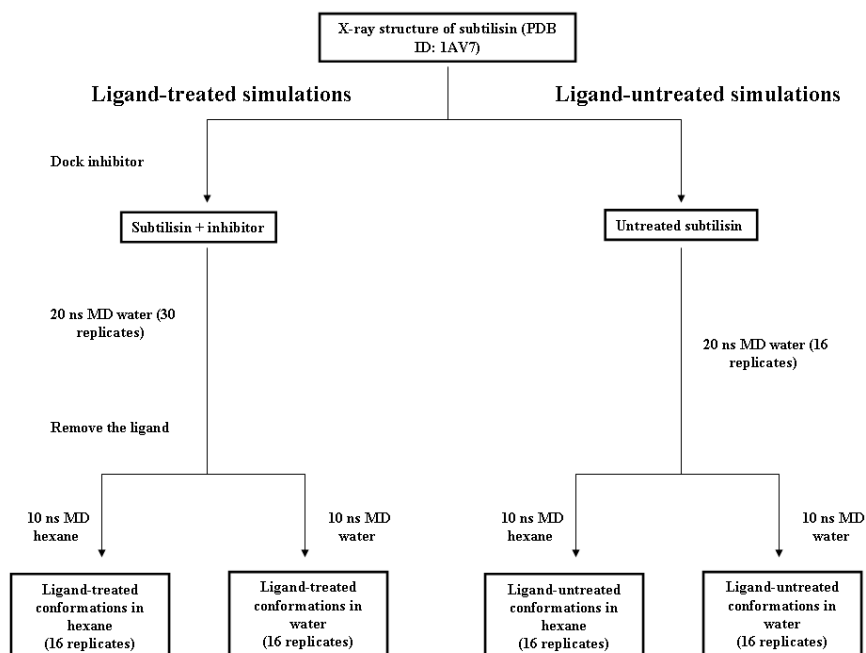 X-ray structure of subtilisin (PDB
ID: 1AV7)
Ligand-treated simulations
Ligand-untreated simulations
Dock inhibitor
Subtilisin + inhibitor
Untreated subtilisin
20 ns MD water (30
replicates)
20 ns MD water (16
replicates)
Remove the ligand
10 ns MD
hexane
10 ns MD
water
10 ns MD
hexane
10 ns MD
water
Ligand-treated
conformations in
hexane
(16 replicates)
Ligand-treated
conformations in
water
(16 replicates)
Ligand-untreated
conformations in
hexane
(16 replicates)
Ligand-untreated
conformations in
water
(16 replicates)